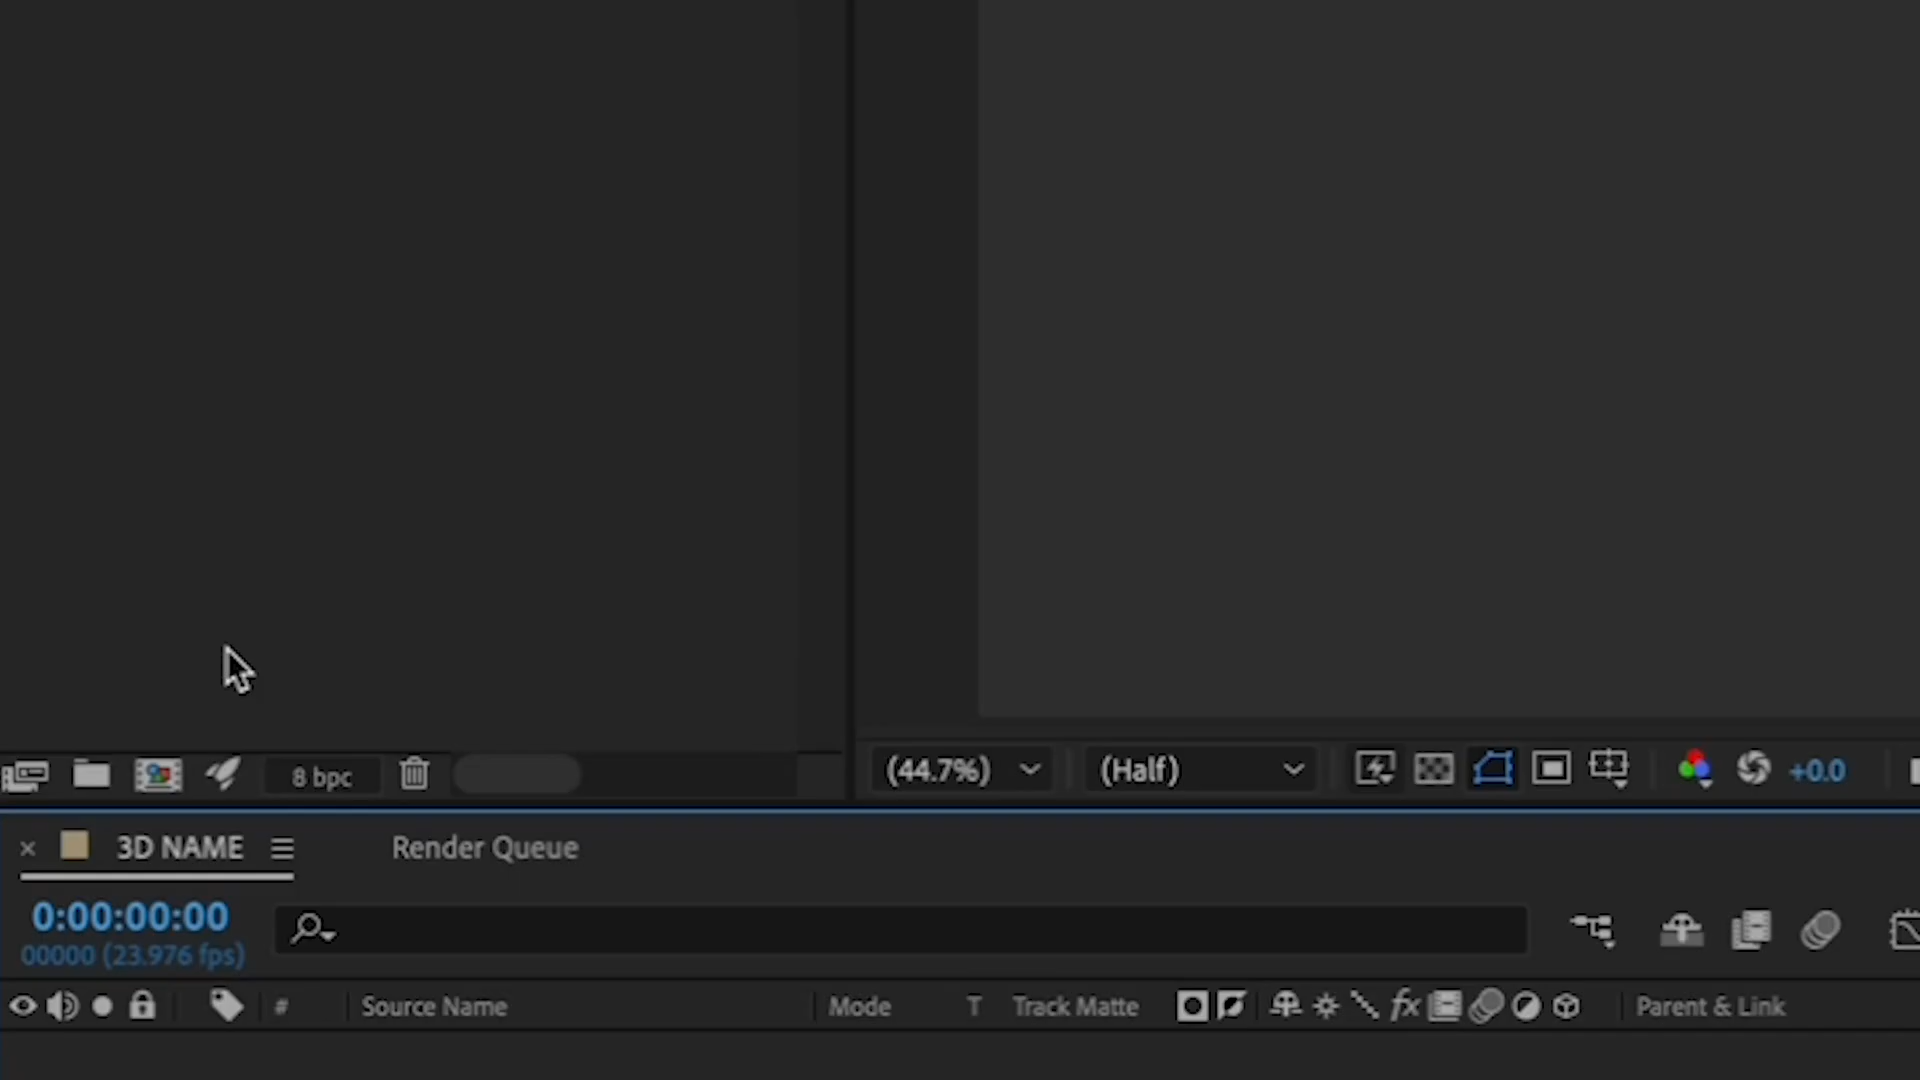 8 bpc
(44.7%)
(Half)
+0.0
3D NAME
Render Queue
0:00:00:00
00000 (23.976 fps)
# Source Name Mode T Track Matte fx Parent & Link